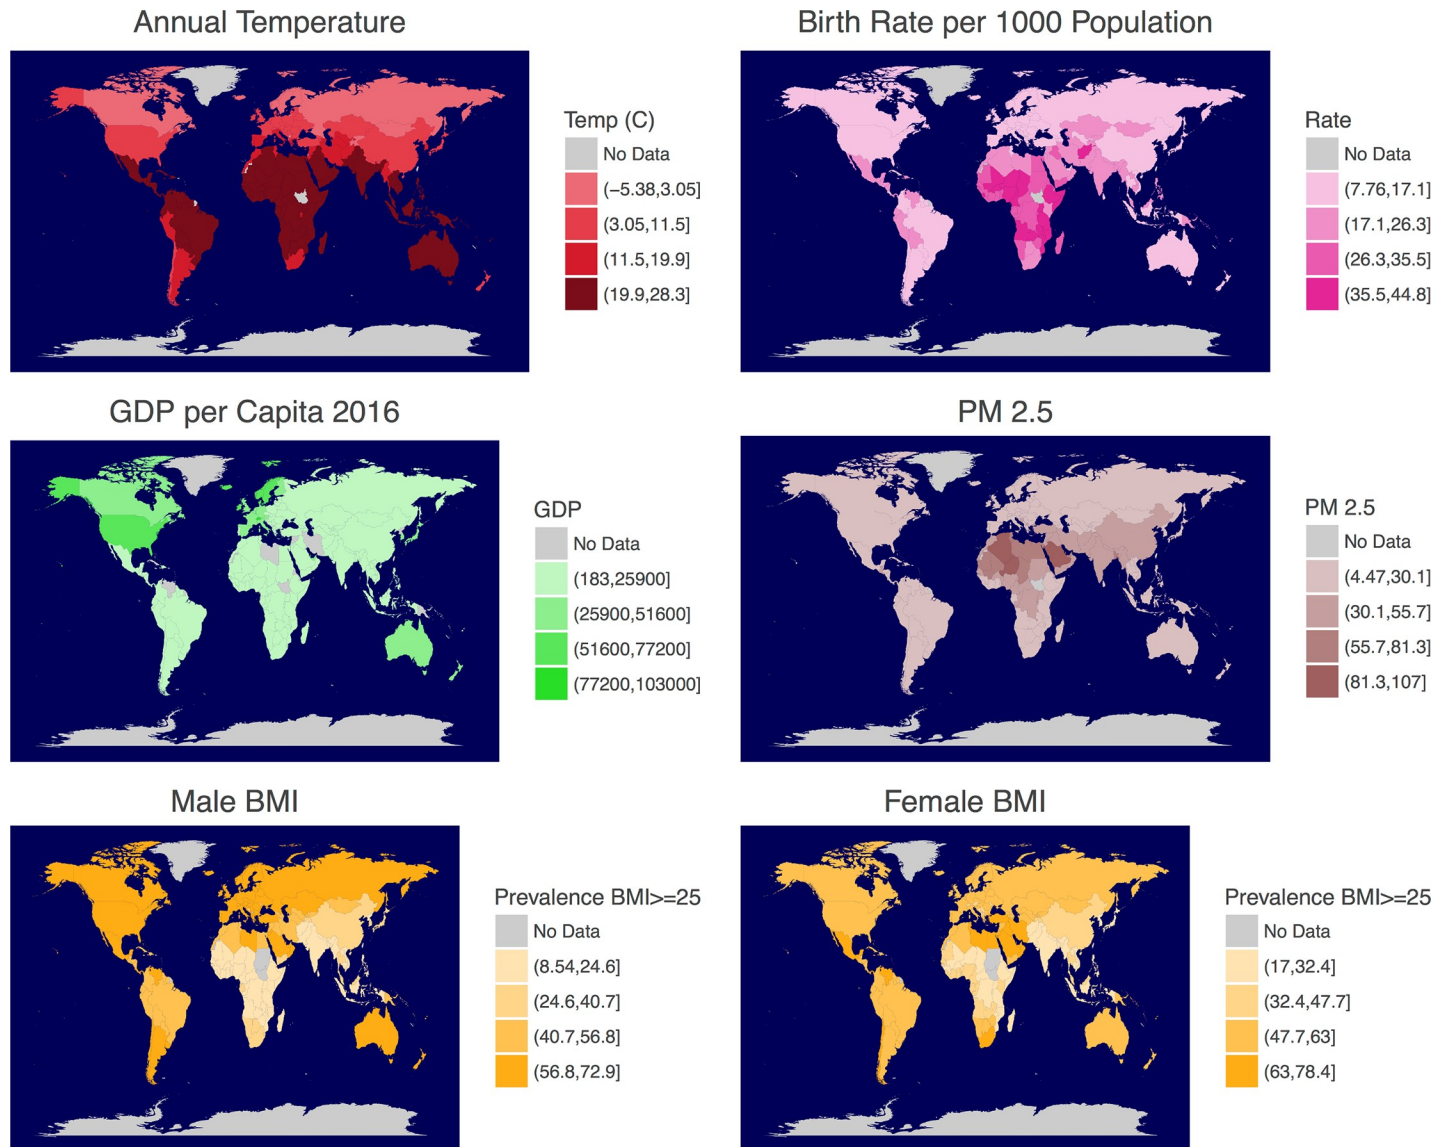 Annual Temperature
Temp (C)
No Data
(−5.38,3.05]
(3.05,11.5]
(11.5,19.9]
(19.9,28.3]
Birth Rate per 1000 Population
Rate
No Data
(7.76,17.1]
(17.1,26.3]
(26.3,35.5]
(35.5,44.8]
GDP per Capita 2016
GDP
No Data
(183,25900]
(25900,51600]
(51600,77200]
(77200,103000]
PM 2.5
PM 2.5
No Data
(4.47,30.1]
(30.1,55.7]
(55.7,81.3]
(81.3,107]
Male BMI
Prevalence BMI>=25
No Data
(8.54,24.6]
(24.6,40.7]
(40.7,56.8]
(56.8,72.9]
Female BMI
Prevalence BMI>=25
No Data
(17,32.4]
(32.4,47.7]
(47.7,63]
(63,78.4]